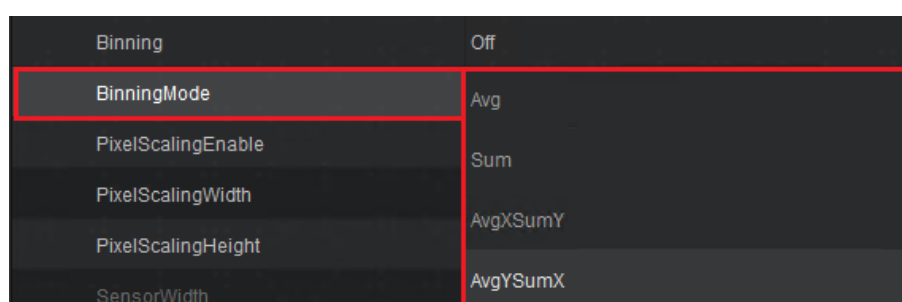 Binning Off
BinningMode
Avg
PixelScalingEnable
Sum
PixelScalingWidth
AvgXSumY
PixelScalingHeight
AvgYSumX
SensorWidth